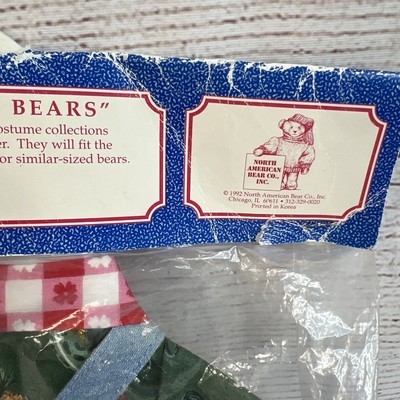 BEARS"
ostume collections
er. They will fit the
or similar-sized bears.
NORTH
AMERICAN
BEAR CO.,
INC.
© 1992 North American Bear Co., Inc.
Chicago, IL 60611 • 312-329-0020
Printed in Korea